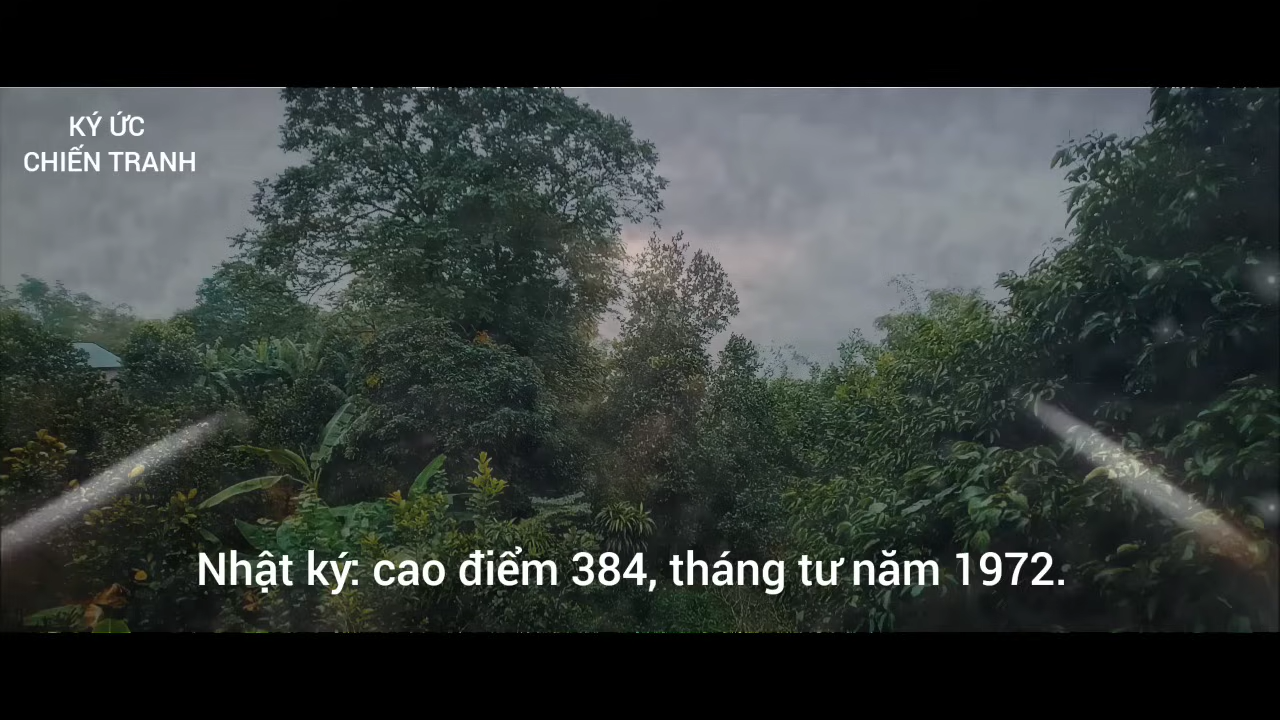 KÝ ỨC
CHIẾN TRANH
Nhật ký: cao điểm 384, tháng tư năm 1972.